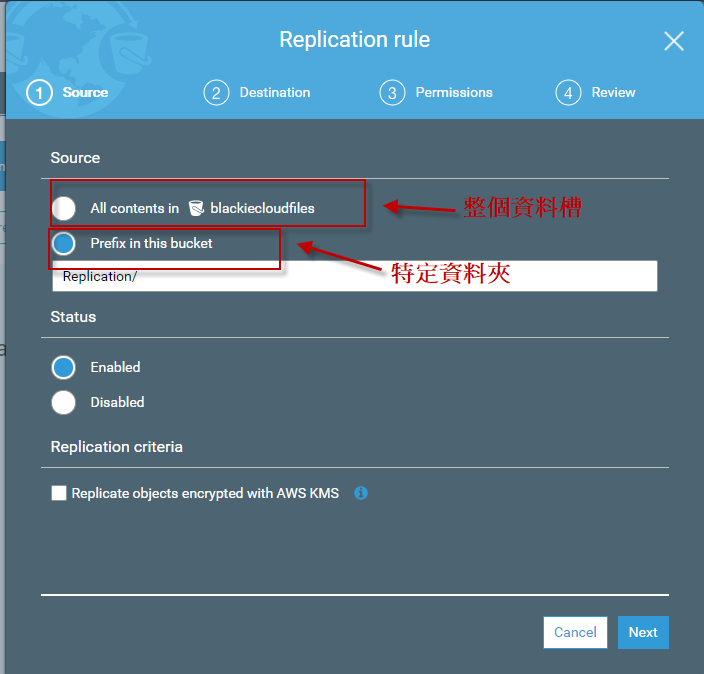 Replication rule
1 Source
2 Destination
3 Permissions
4 Review
Source
All contents in blackiecloudfiles
整個資料槽
Prefix in this bucket
特定資料夾
Replication/
Status
Enabled
Disabled
Replication criteria
Replicate objects encrypted with AWS KMS
Cancel
Next